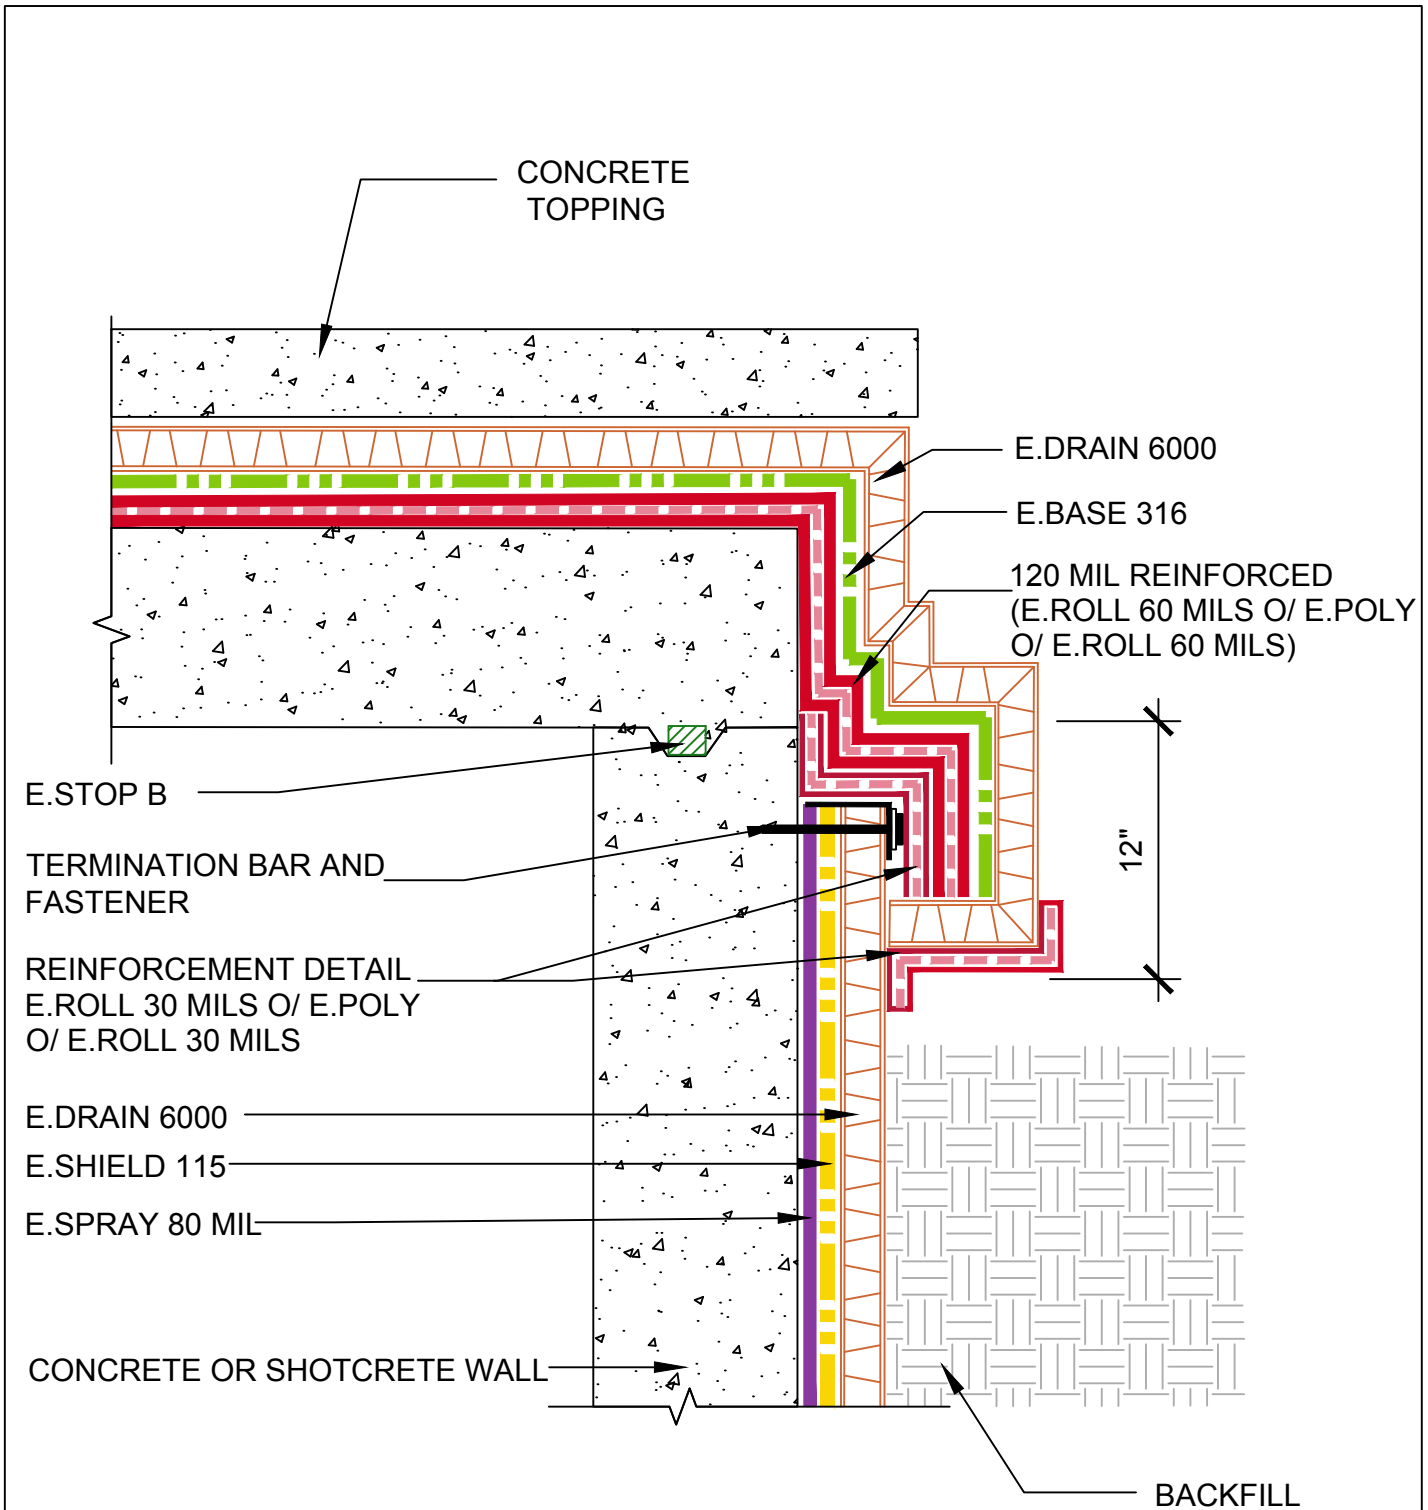 CONCRETE
TOPPING
E.DRAIN 6000
E.BASE 316
120 MIL REINFORCED
(E.ROLL 60 MILS O/ E.POLY
O/ E.ROLL 60 MILS)
E.STOP B
12"
TERMINATION BAR AND
FASTENER
REINFORCEMENT DETAIL
E.ROLL 30 MILS O/ E.POLY
O/ E.ROLL 30 MILS
E.DRAIN 6000
E.SHIELD 115
E.SPRAY 80 MIL
CONCRETE OR SHOTCRETE WALL
BACKFILL